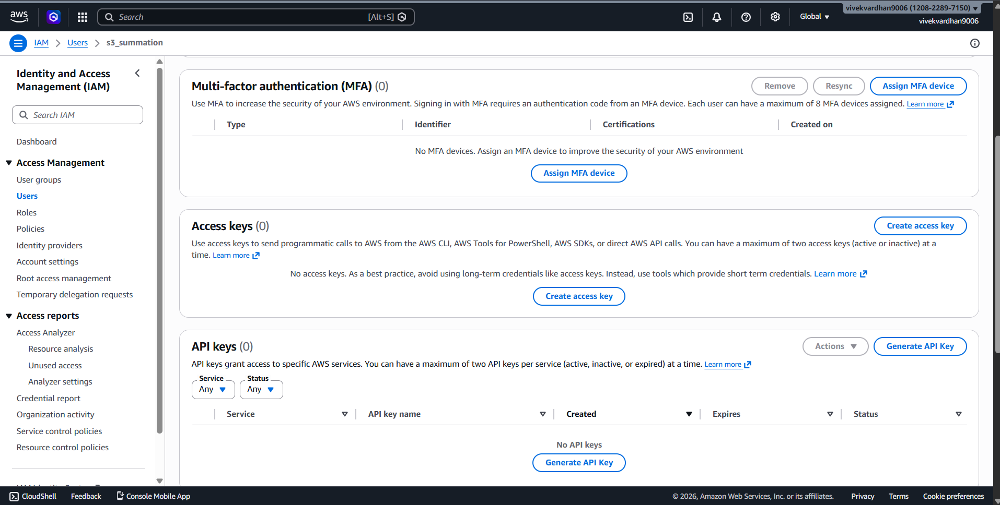 aws
Search
[Alt+S]
Global
vivekvardhan9006 (1208-2289-7150)
vivekvardhan9006
IAM
Users
s3_summation
Identity and Access
Management (IAM)
Search IAM
Dashboard
Access Management
User groups
Users
Roles
Policies
Identity providers
Account settings
Root access management
Temporary delegation requests
Access reports
Access Analyzer
Resource analysis
Unused access
Analyzer settings
Credential report
Organization activity
Service control policies
Resource control policies
Multi-factor authentication (MFA) (0)
Remove
Resync
Assign MFA device
Use MFA to increase the security of your AWS environment. Signing in with MFA requires an authentication code from an MFA device. Each user can have a maximum of 8 MFA devices assigned. Learn more
Type
Identifier
Certifications
Created on
No MFA devices. Assign an MFA device to improve the security of your AWS environment
Assign MFA device
Access keys (0)
Create access key
Use access keys to send programmatic calls to AWS from the AWS CLI, AWS Tools for PowerShell, AWS SDKs, or direct AWS API calls. You can have a maximum of two access keys (active or inactive) at a
time. Learn more
No access keys. As a best practice, avoid using long-term credentials like access keys. Instead, use tools which provide short term credentials. Learn more
Create access key
API keys (0)
Actions
Generate API Key
API keys grant access to specific AWS services. You can have a maximum of two API keys per service (active, inactive, or expired) at a time. Learn more
Service
Any
Status
Any
Service
API key name
Created
Expires
Status
No API keys
Generate API Key
CloudShell
Feedback
Console Mobile App
© 2026, Amazon Web Services, Inc. or its affiliates.
Privacy
Terms
Cookie preferences